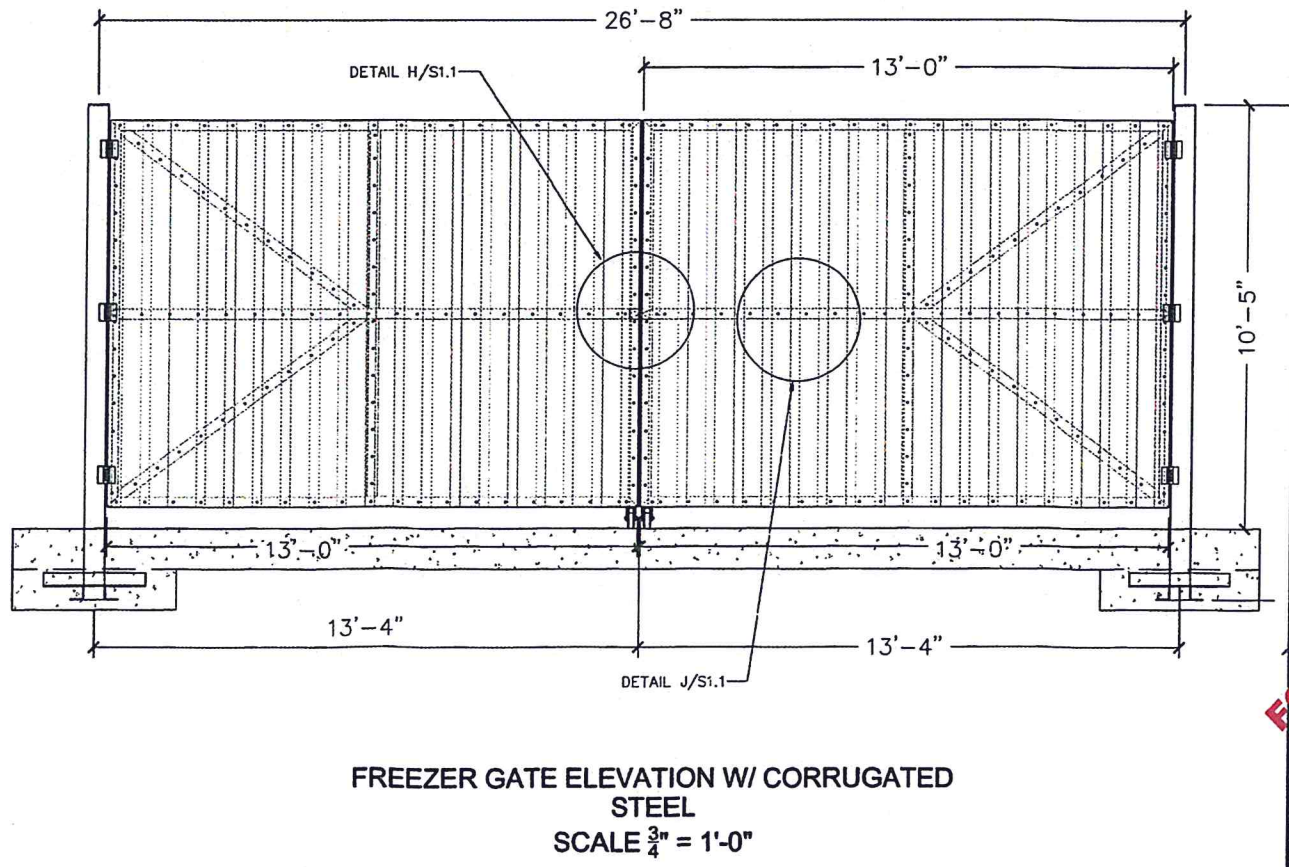 26'-8"
DETAIL H/S1.1
13'-0"
10'-5"
13'-0"
13'-0"
13'-4"
13'-4"
DETAIL J/S1.1
FREEZER GATE ELEVATION W/ CORRUGATED
STEEL
SCALE 3/4" = 1'-0"